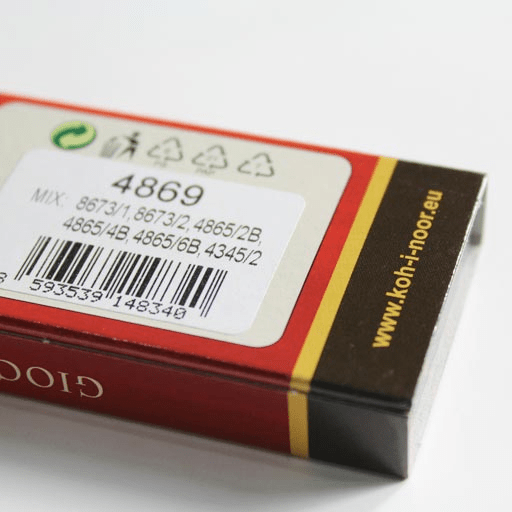 4869
MIX: 8673/1, 8673/2, 4865/2B,
4865/4B, 4865/6B, 4345/2
8 593539 148340
www.koh-i-noor.eu
GIOC